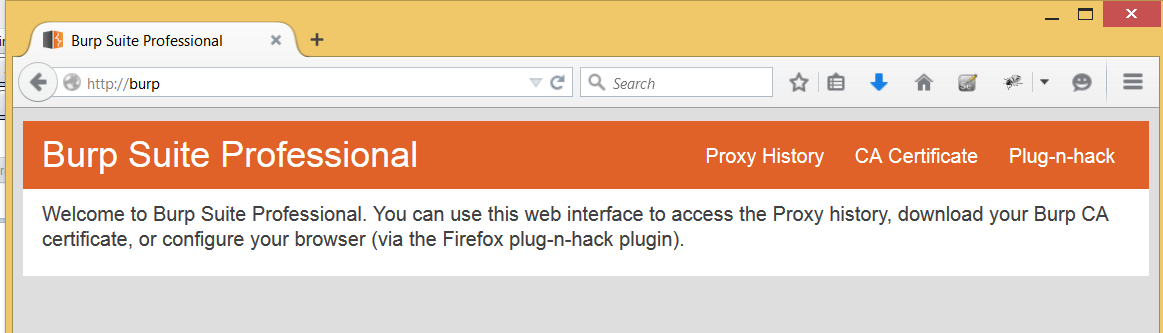 Burp Suite Professional
http://burp
Search
Se
Burp Suite Professional
Proxy History
CA Certificate
Plug-n-hack
Welcome to Burp Suite Professional. You can use this web interface to access the Proxy history, download your Burp CA
certificate, or configure your browser (via the Firefox plug-n-hack plugin).